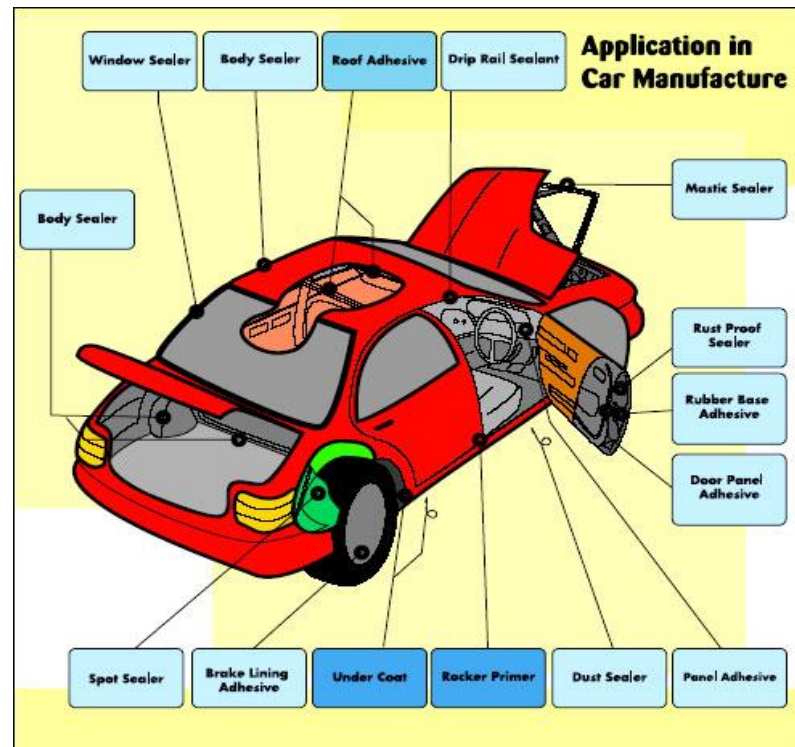 Application in
Car Manufacture
Window Sealer
Body Sealer
Roof Adhesive
Drip Rail Sealant
Mastic Sealer
Body Sealer
Rust Proof
Sealer
Rubber Base
Adhesive
Door Panel
Adhesive
Spot Sealer
Brake Lining
Adhesive
Under Coat
Rocker Primer
Dust Sealer
Panel Adhesive